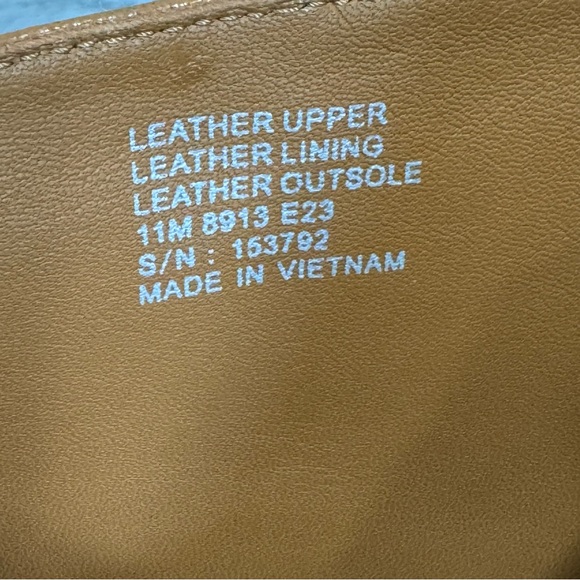 LEATHER UPPER
LEATHER LINING
LEATHER OUTSOLE
11M 8913 E23
S/N : 153792
MADE IN VIETNAM